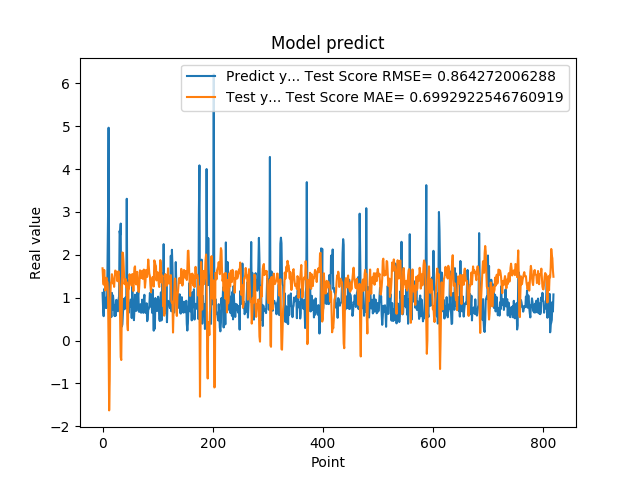 Model predict
Predict y... Test Score RMSE= 0.864272006288
Test y... Test Score MAE= 0.6992922546760919
Real value
6
5
4
3
2
1
0
−1
−2
0 200 400 600 800
Point